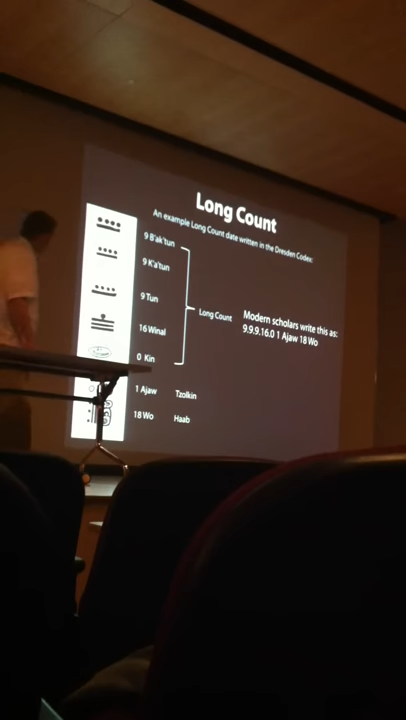 Long Count
An example Long Count date written in the Dresden Codex:
9 B'ak'tun
9 K'a'tun
9 Tun
16 Winal
0 Kin
Long Count
Modern scholars write this as:
9.9.9.16.0 1 Ajaw 18 Wo
1 Ajaw Tzolkin
18 Wo Haab